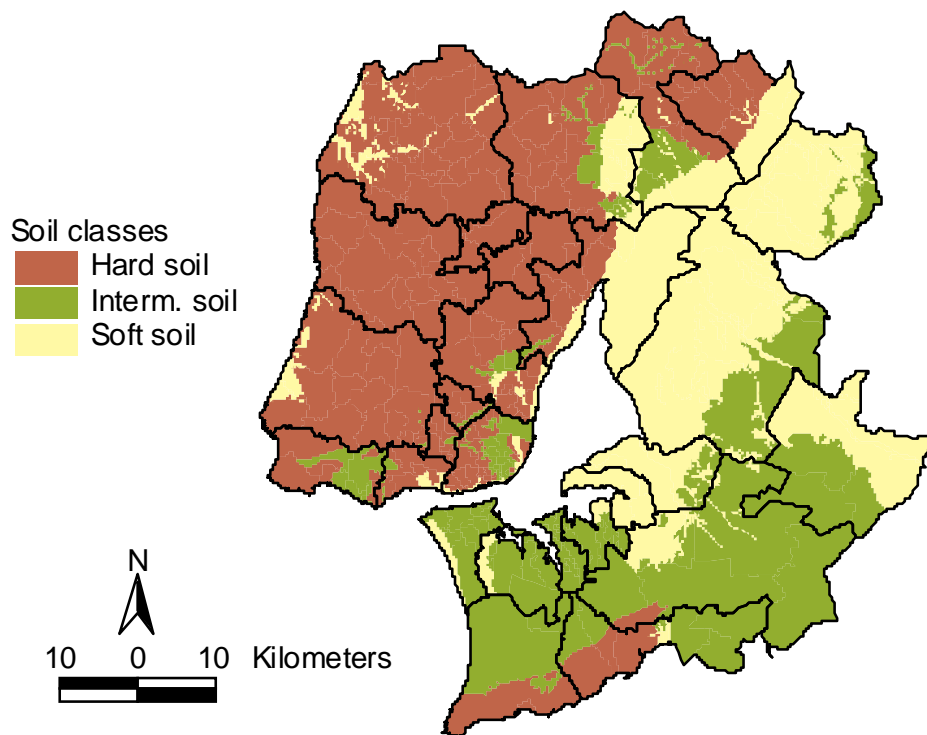 Soil classes
Hard soil
Interm. soil
Soft soil
N
10 0 10 Kilometers